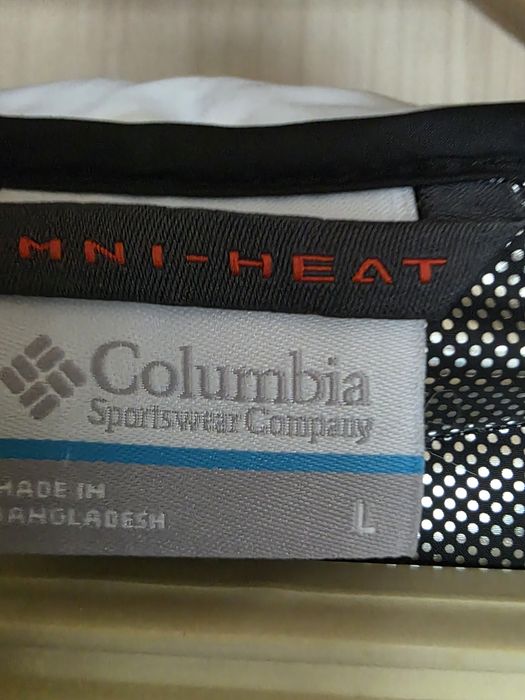 MNI-HEAT
Columbia
Sportswear Company
MADE IN
BANGLADESH
L